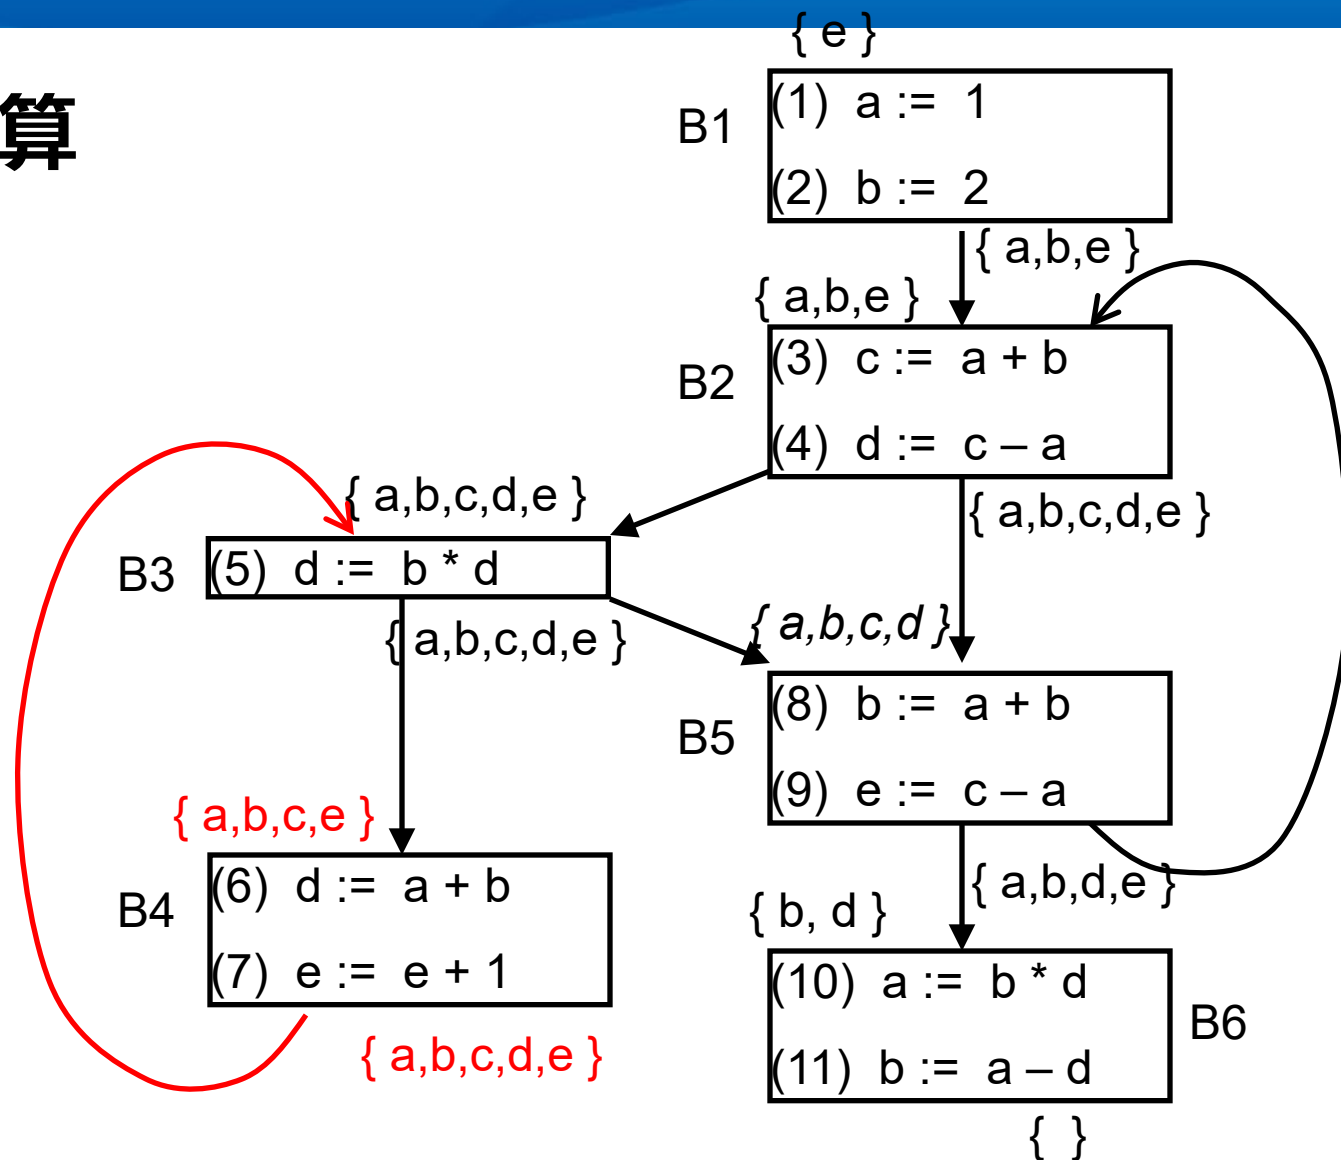 算
{ e }
B1
(1) a := 1
(2) b := 2
{ a,b,e }
{ a,b,e }
B2
(3) c := a + b
(4) d := c – a
{ a,b,c,d,e }
{ a,b,c,d,e }
B3
(5) d := b * d
{ a,b,c,d,e }
{ a,b,c,d }
B5
(8) b := a + b
(9) e := c – a
{ a,b,c,e }
B4
(6) d := a + b
(7) e := e + 1
{ a,b,c,d,e }
{ a,b,d,e }
{ b, d }
(10) a := b * d
(11) b := a – d
B6
{ }